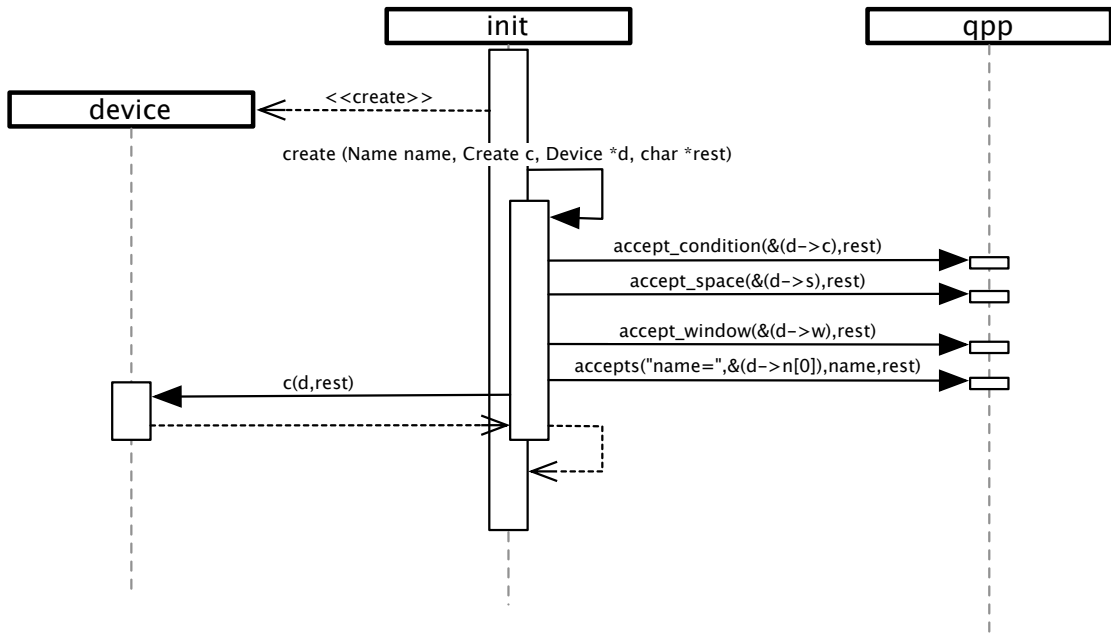 init
qpp
device
<<create>>
create (Name name, Create c, Device *d, char *rest)
accept_condition(&(d->c),rest)
accept_space(&(d->s),rest)
accept_window(&(d->w),rest)
accepts("name=",&(d->n[0]),name,rest)
c(d,rest)